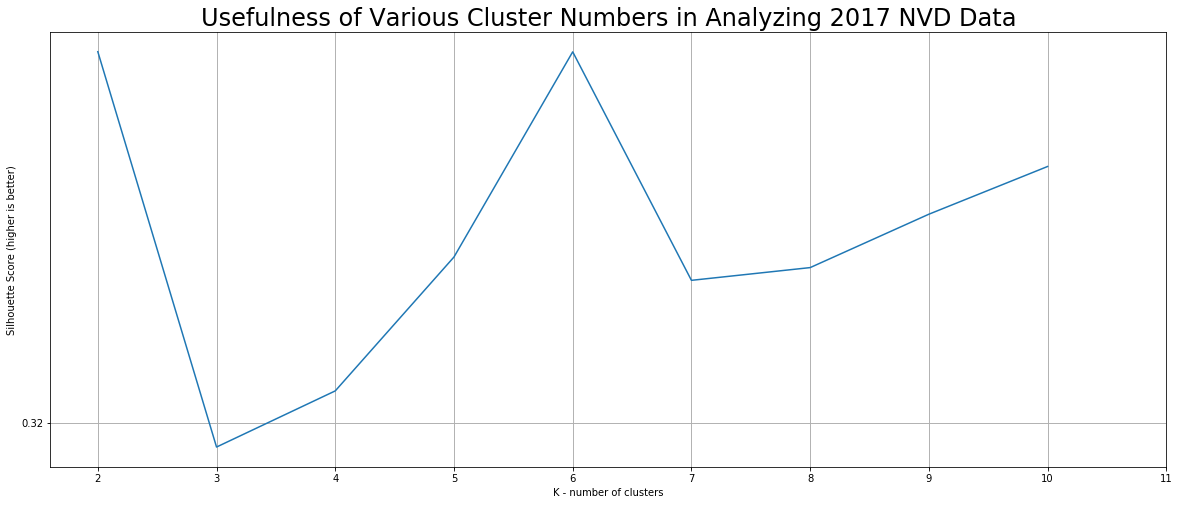 Usefulness of Various Cluster Numbers in Analyzing 2017 NVD Data
Silhouette Score (higher is better)
0.32
2 3 4 5 6 7 8 9 10 11
K - number of clusters